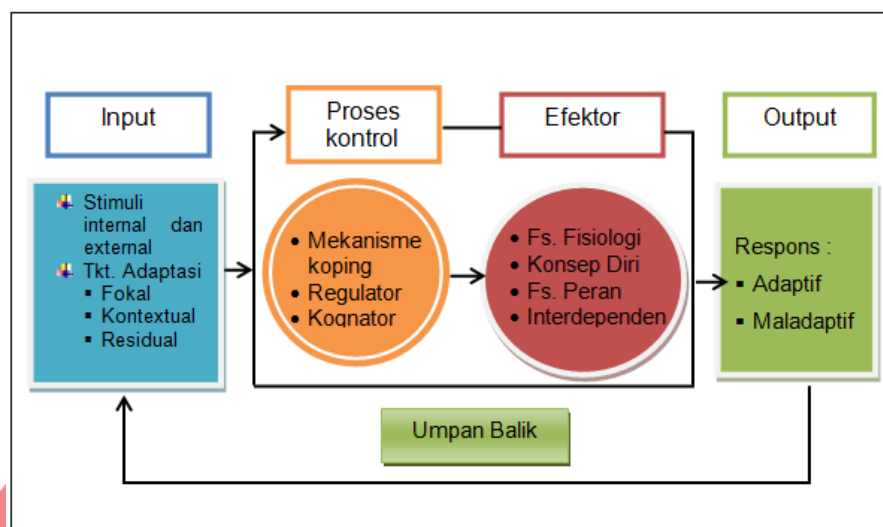 Input
Proses
kontrol
Efektor
Output
Stimuli
internal dan
external
Tkt. Adaptasi
▪ Fokal
▪ Kontextual
▪ Residual
• Mekanisme
koping
• Regulator
• Kognator
• Fs. Fisiologi
• Konsep Diri
• Fs. Peran
• Interdependen
Respons :
▪ Adaptif
▪ Maladaptif
Umpan Balik